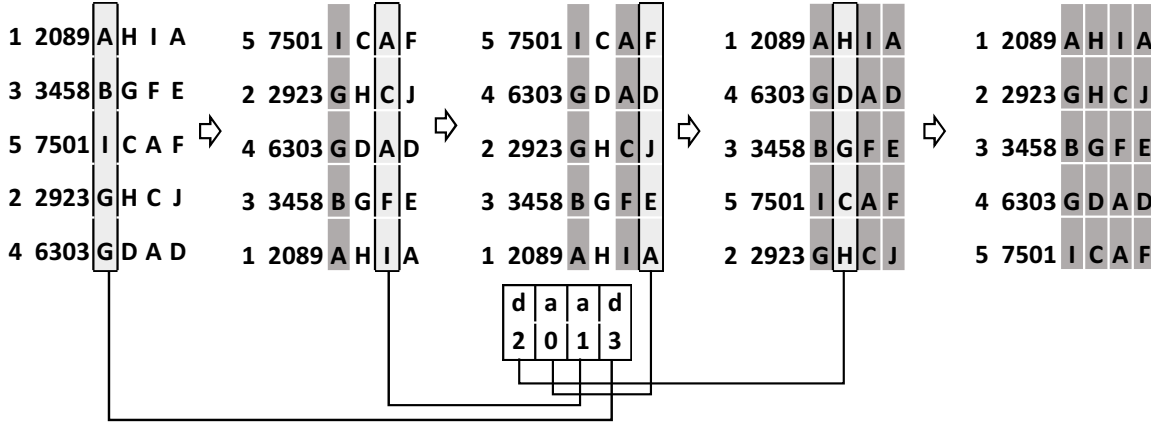 1 2089 A H I A
3 3458 B G F E
5 7501 I C A F
2 2923 G H C J
4 6303 G D A D
5 7501 I C A F
2 2923 G H C J
4 6303 G D A D
3 3458 B G F E
1 2089 A H I A
5 7501 I C A F
4 6303 G D A D
2 2923 G H C J
3 3458 B G F E
1 2089 A H I A
d a a d
2 0 1 3
1 2089 A H I A
4 6303 G D A D
3 3458 B G F E
5 7501 I C A F
2 2923 G H C J
1 2089 A H I A
2 2923 G H C J
3 3458 B G F E
4 6303 G D A D
5 7501 I C A F